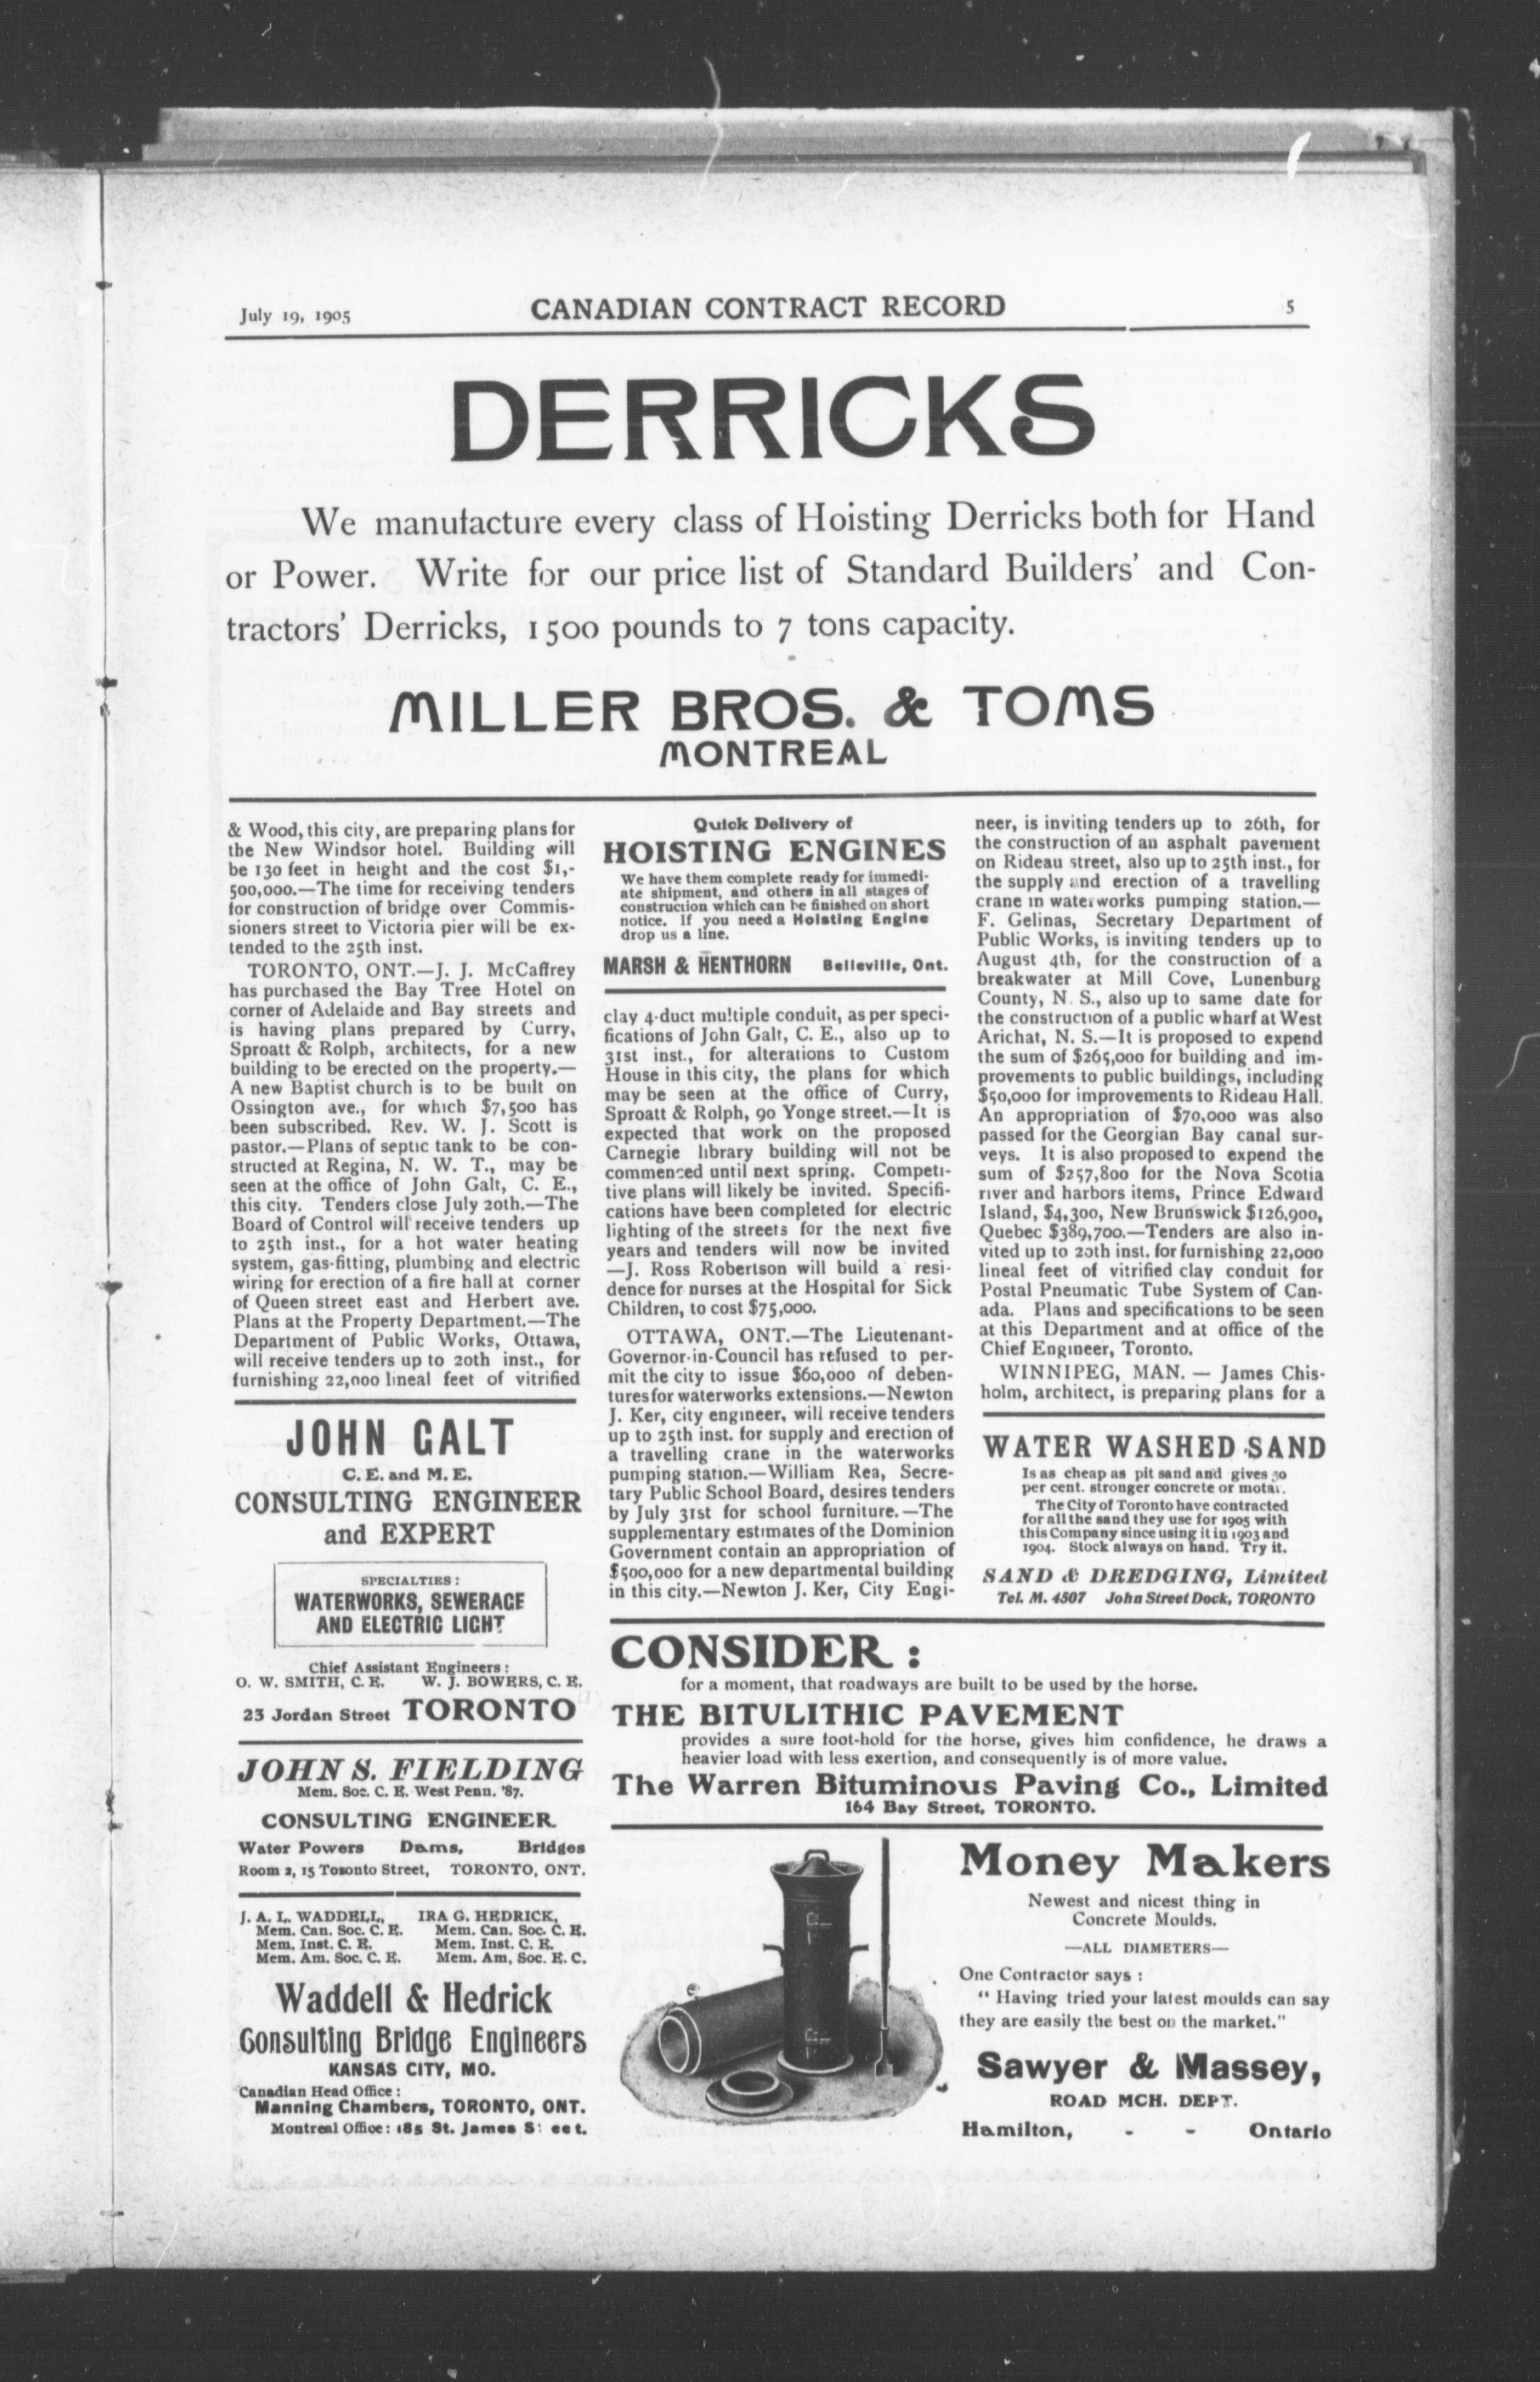 July 19, 1905
CANADIAN CONTRACT RECORD
5
DERRICKS
We manufacture every class of Hoisting Derricks both for Hand
or Power. Write for our price list of Standard Builders' and Con-
tractors' Derricks, 1500 pounds to 7 tons capacity.
MILLER BROS. & TOMS
MONTREAL
& Wood, this city, are preparing plans for
the New Windsor hotel. Building will
be 130 feet in height and the cost $1,-
500,000.—The time for receiving tenders
for construction of bridge over Commis-
sioners street to Victoria pier will be ex-
tended to the 25th inst.
TORONTO, ONT.—J. J. McCaffrey
has purchased the Bay Tree Hotel on
corner of Adelaide and Bay streets and
is having plans prepared by Curry,
Sproatt & Rolph, architects, for a new
building to be erected on the property.—
A new Baptist church is to be built on
Ossington ave., for which $7,500 has
been subscribed. Rev. W. J. Scott is
pastor.—Plans of septic tank to be con-
structed at Regina, N. W. T., may be
seen at the office of John Galt, C. E.,
this city. Tenders close July 20th.—The
Board of Control will receive tenders up
to 25th inst., for a hot water heating
system, gas-fitting, plumbing and electric
wiring for erection of a fire hall at corner
of Queen street east and Herbert ave.
Plans at the Property Department.—The
Department of Public Works, Ottawa,
will receive tenders up to 20th inst., for
furnishing 22,000 lineal feet of vitrified
JOHN GALT
C. E. and M. E.
CONSULTING ENGINEER
and EXPERT
SPECIALTIES:
WATERWORKS, SEWERAGE
AND ELECTRIC LIGHT
Chief Assistant Engineers:
O. W. SMITH, C. E. W. J. BOWERS, C. E.
23 Jordan Street TORONTO
JOHN S. FIELDING
Mem. Soc. C. E. West Penn. '87.
CONSULTING ENGINEER
Water Powers Dams, Bridges
Room 2, 15 Toronto Street, TORONTO, ONT.
J. A. L. WADDELL, IRA G. HEDRICK,
Mem. Can. Soc. C. E. Mem. Can. Soc. C. E.
Mem. Inst. C. E. Mem. Inst. C. E.
Mem. Am. Soc. C. E. Mem. Am. Soc. E. C.
Waddell & Hedrick
Consulting Bridge Engineers
KANSAS CITY, MO.
Canadian Head Office:
Manning Chambers, TORONTO, ONT.
Montreal Office: 185 St. James St eet.
Quick Delivery of
HOISTING ENGINES
We have them complete ready for immedi-
ate shipment, and others in all stages of
construction which can be finished on short
notice. If you need a Hoisting Engine
drop us a line.
MARSH & HENTHORN Belleville, Ont.
clay 4-duct multiple conduit, as per speci-
fications of John Galt, C. E., also up to
31st inst., for alterations to Custom
House in this city, the plans for which
may be seen at the office of Curry,
Sproatt & Rolph, 90 Yonge street.—It is
expected that work on the proposed
Carnegie library building will not be
commenced until next spring. Competi-
tive plans will likely be invited. Specifi-
cations have been completed for electric
lighting of the streets for the next five
years and tenders will now be invited
—J. Ross Robertson will build a resi-
dence for nurses at the Hospital for Sick
Children, to cost $75,000.
OTTAWA, ONT.—The Lieutenant-
Governor-in-Council has refused to per-
mit the city to issue $60,000 of deben-
tures for waterworks extensions.—Newton
J. Ker, city engineer, will receive tenders
up to 25th inst. for supply and erection of
a travelling crane in the waterworks
pumping station.—William Rea, Secre-
tary Public School Board, desires tenders
by July 31st for school furniture.—The
supplementary estimates of the Dominion
Government contain an appropriation of
$500,000 for a new departmental building
in this city.—Newton J. Ker, City Engi-
neer, is inviting tenders up to 26th, for
the construction of an asphalt pavement
on Rideau street, also up to 25th inst., for
the supply and erection of a travelling
crane in waterworks pumping station.—
F. Gelinas, Secretary Department of
Public Works, is inviting tenders up to
August 4th, for the construction of a
breakwater at Mill Cove, Lunenburg
County, N. S., also up to same date for
the construction of a public wharf at West
Arichat, N. S.—It is proposed to expend
the sum of $265,000 for building and im-
provements to public buildings, including
$50,000 for improvements to Rideau Hall.
An appropriation of $70,000 was also
passed for the Georgian Bay canal sur-
veys. It is also proposed to expend the
sum of $257,800 for the Nova Scotia
river and harbors items, Prince Edward
Island, $4,300, New Brunswick $126,900,
Quebec $389,700.—Tenders are also in-
vited up to 20th inst. for furnishing 22,000
lineal feet of vitrified clay conduit for
Postal Pneumatic Tube System of Can-
ada. Plans and specifications to be seen
at this Department and at office of the
Chief Engineer, Toronto.
WINNIPEG, MAN. — James Chis-
holm, architect, is preparing plans for a
WATER WASHED SAND
Is as cheap as pit sand and gives 50
per cent. stronger concrete or motar.
The City of Toronto have contracted
for all the sand they use for 1905 with
this Company since using it in 1903 and
1904. Stock always on hand. Try it.
SAND & DREDGING, Limited
Tel. M. 4507 John Street Dock, TORONTO
CONSIDER :
for a moment, that roadways are built to be used by the horse.
THE BITULITHIC PAVEMENT
provides a sure foot-hold for the horse, gives him confidence, he draws a
heavier load with less exertion, and consequently is of more value.
The Warren Bituminous Paving Co., Limited
164 Bay Street, TORONTO.
Money Makers
Newest and nicest thing in
Concrete Moulds.
—ALL DIAMETERS—
One Contractor says :
"Having tried your latest moulds can say
they are easily the best on the market."
Sawyer & Massey,
ROAD MCH. DEPT.
Hamilton, - - Ontario